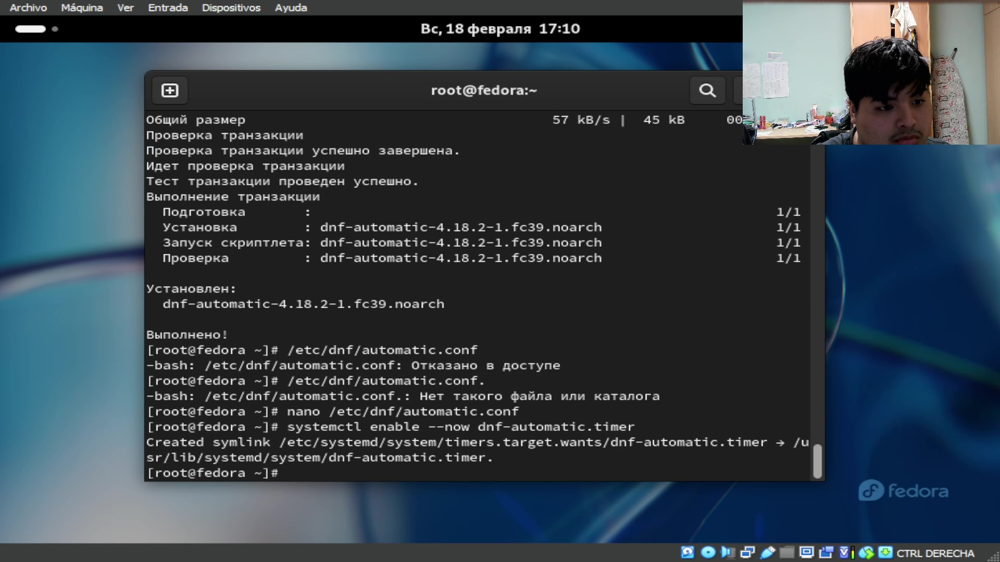 Archivo Máquina Ver Entrada Dispositivos Ayuda
Вс, 18 февраля 17:10
root@fedora:~
Общий размер 57 kB/s | 45 kB 00
Проверка транзакции
Проверка транзакции успешно завершена.
Идет проверка транзакции
Тест транзакции проведен успешно.
Выполнение транзакции
Подготовка : 1/1
Установка : dnf-automatic-4.18.2-1.fc39.noarch 1/1
Запуск скриптлета: dnf-automatic-4.18.2-1.fc39.noarch 1/1
Проверка : dnf-automatic-4.18.2-1.fc39.noarch 1/1
Установлен:
dnf-automatic-4.18.2-1.fc39.noarch
Выполнено!
[root@fedora ~]# /etc/dnf/automatic.conf
-bash: /etc/dnf/automatic.conf: Отказано в доступе
[root@fedora ~]# /etc/dnf/automatic.conf.
-bash: /etc/dnf/automatic.conf.: Нет такого файла или каталога
[root@fedora ~]# nano /etc/dnf/automatic.conf
[root@fedora ~]# systemctl enable --now dnf-automatic.timer
Created symlink /etc/systemd/system/timers.target.wants/dnf-automatic.timer → /u
sr/lib/systemd/system/dnf-automatic.timer.
[root@fedora ~]#
fedora
CTRL DERECHA